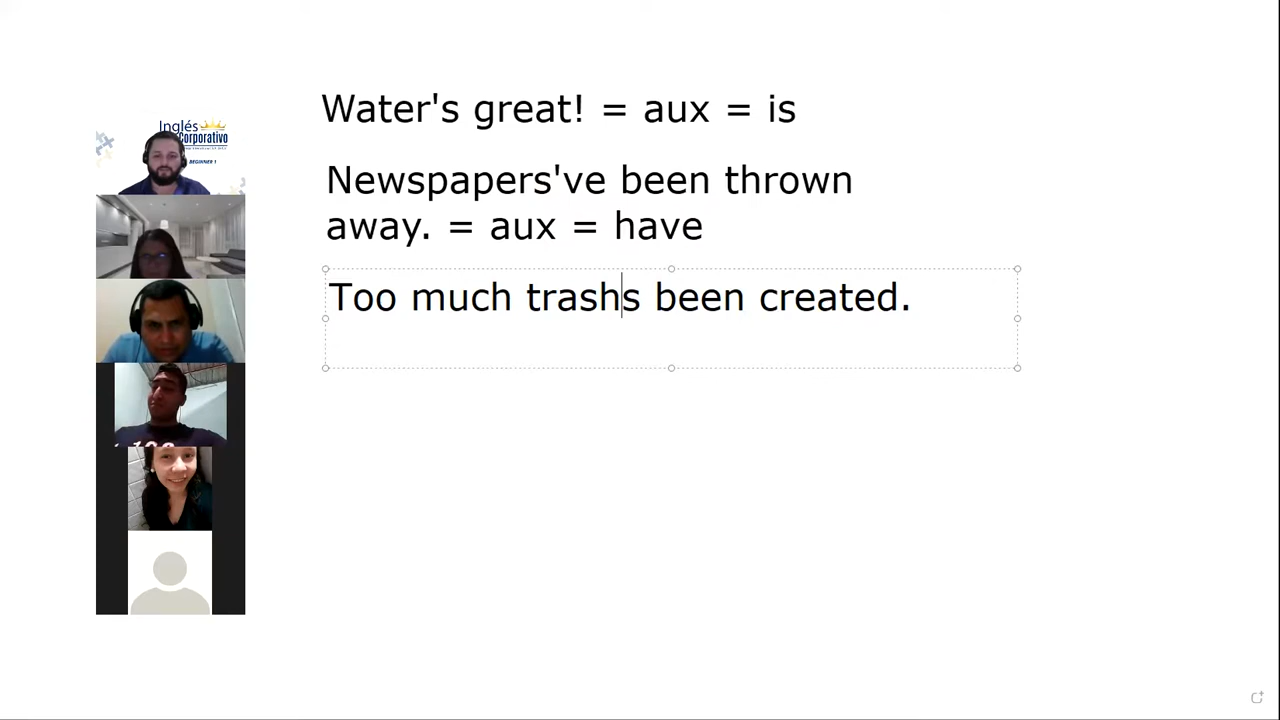 Inglés
Corporativo
BEGINNER 1
Water's great! = aux = is
Newspapers've been thrown
away. = aux = have
Too much trashs been created.